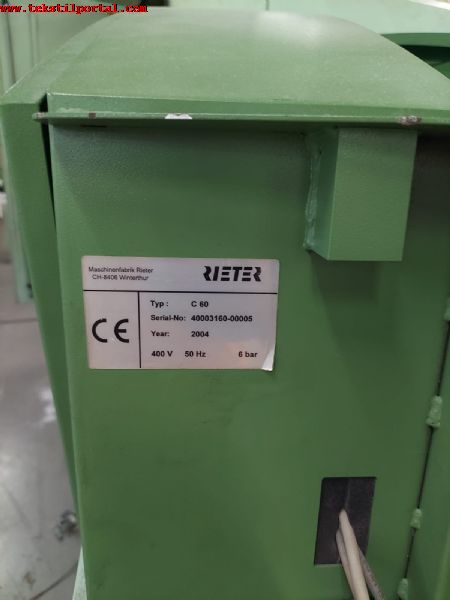 www.tekstilportal.com
Maschinenfabrik Rieter
CH-8406 Winterthur
RIETER
Typ : C 60
Serial-No: 40003160-00005
Year: 2004
CE
400 V 50 Hz 6 bar